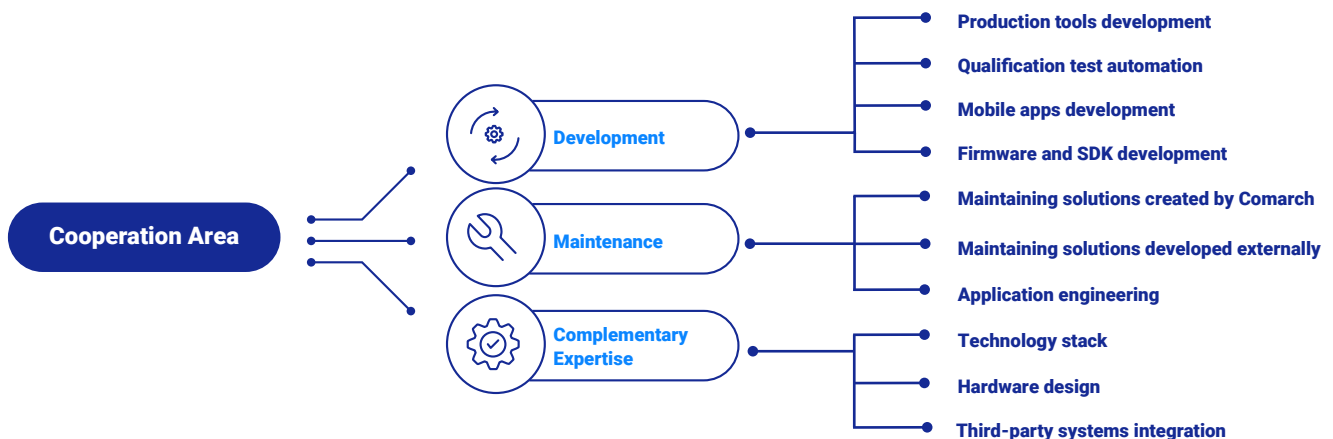 Cooperation Area
Development
Production tools development
Qualification test automation
Mobile apps development
Firmware and SDK development
Maintenance
Maintaining solutions created by Comarch
Maintaining solutions developed externally
Application engineering
Complementary
Expertise
Technology stack
Hardware design
Third-party systems integration